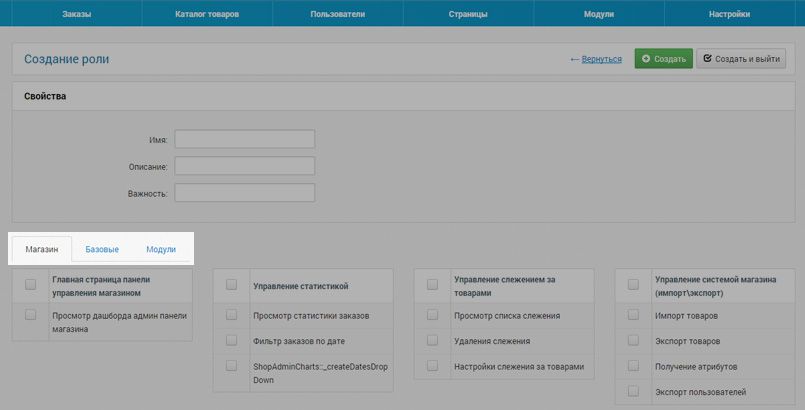 Заказы Каталог товаров Пользователи Страницы Модули Настройки
Создание роли ← Вернуться Создать Создать и выйти
Свойства
Имя:
Описание:
Важность:
Магазин Базовые Модули
Главная страница панели
управления магазином
Просмотр дашборда админ панели
магазина
Управление статистикой
Просмотр статистики заказов
Фильтр заказов по дате
ShopAdminCharts::_createDatesDrop
Down
Управление слежением за
товарами
Просмотр списка слежения
Удаления слежения
Настройки слежения за товарами
Управление системой магазина
(импорт\экспорт)
Импорт товаров
Экспорт товаров
Получение атрибутов
Экспорт пользователей